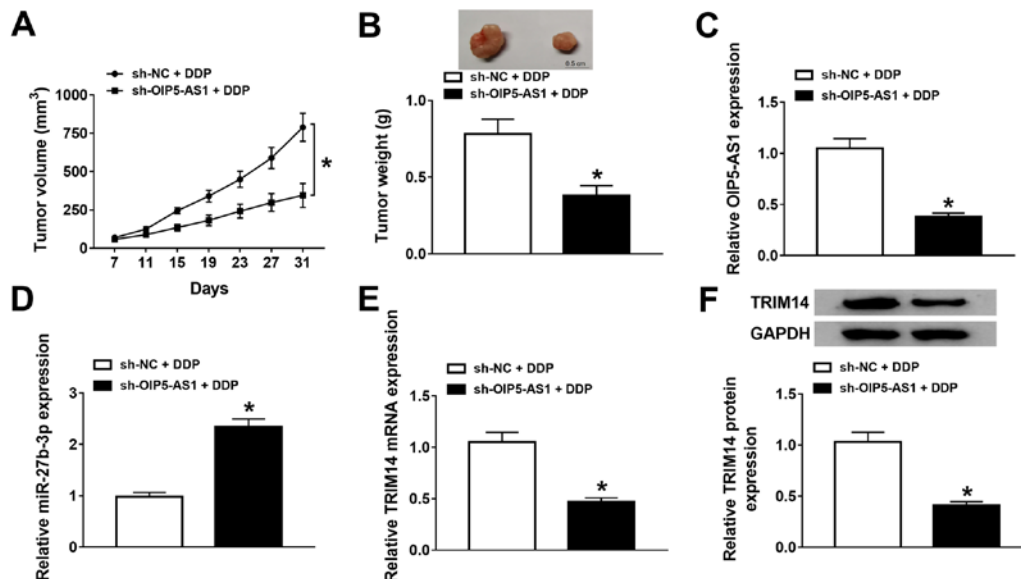 A
sh-NC + DDP
sh-OIP5-AS1 + DDP
Tumor volume (mm³)
1000
750
500
250
0
*
7 11 15 19 23 27 31
Days
B
0.5 cm
sh-NC + DDP
sh-OIP5-AS1 + DDP
Tumor weight (g)
1.0
0.5
0.0
*
C
sh-NC + DDP
sh-OIP5-AS1 + DDP
Relative OIP5-AS1 expression
1.5
1.0
0.5
0.0
*
D
sh-NC + DDP
sh-OIP5-AS1 + DDP
Relative miR-27b-3p expression
3
2
1
0
*
E
sh-NC + DDP
sh-OIP5-AS1 + DDP
Relative TRIM14 mRNA expression
1.5
1.0
0.5
0.0
*
F
TRIM14
GAPDH
sh-NC + DDP
sh-OIP5-AS1 + DDP
Relative TRIM14 protein
expression
1.5
1.0
0.5
0.0
*